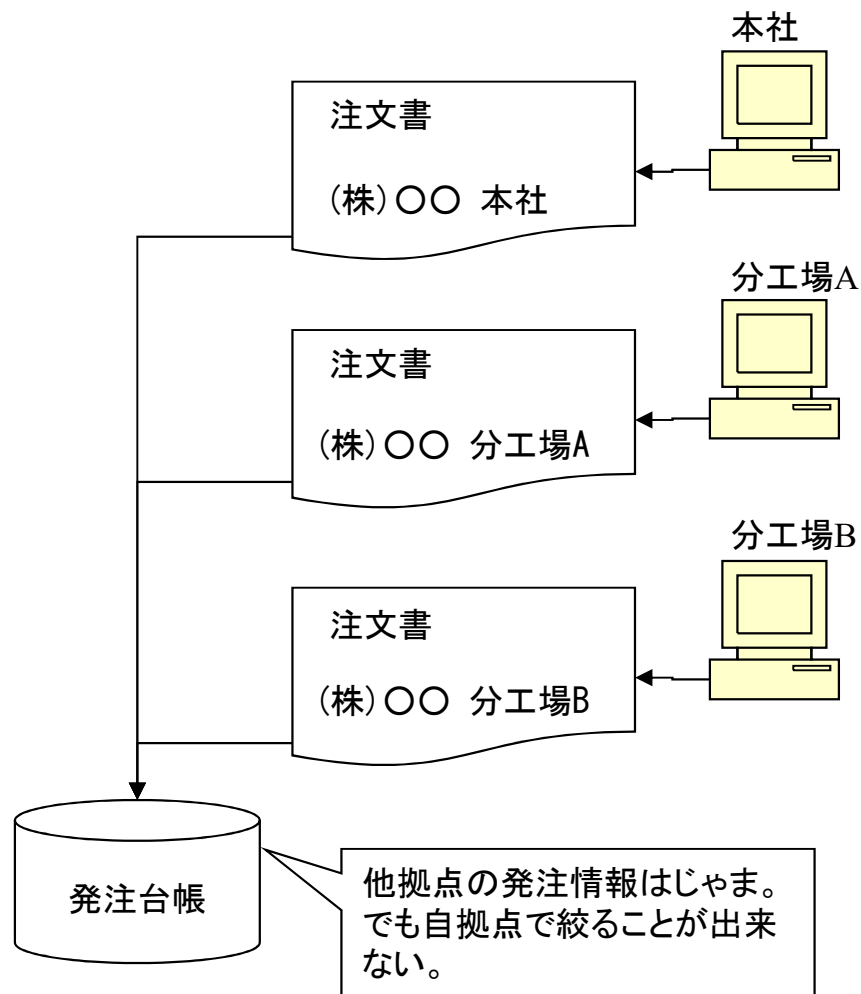 本社
注文書
(株)〇〇 本社
分工場A
注文書
(株)〇〇 分工場A
分工場B
注文書
(株)〇〇 分工場B
発注台帳
他拠点の発注情報はじゃま。
でも自拠点で絞ることが出来
ない。